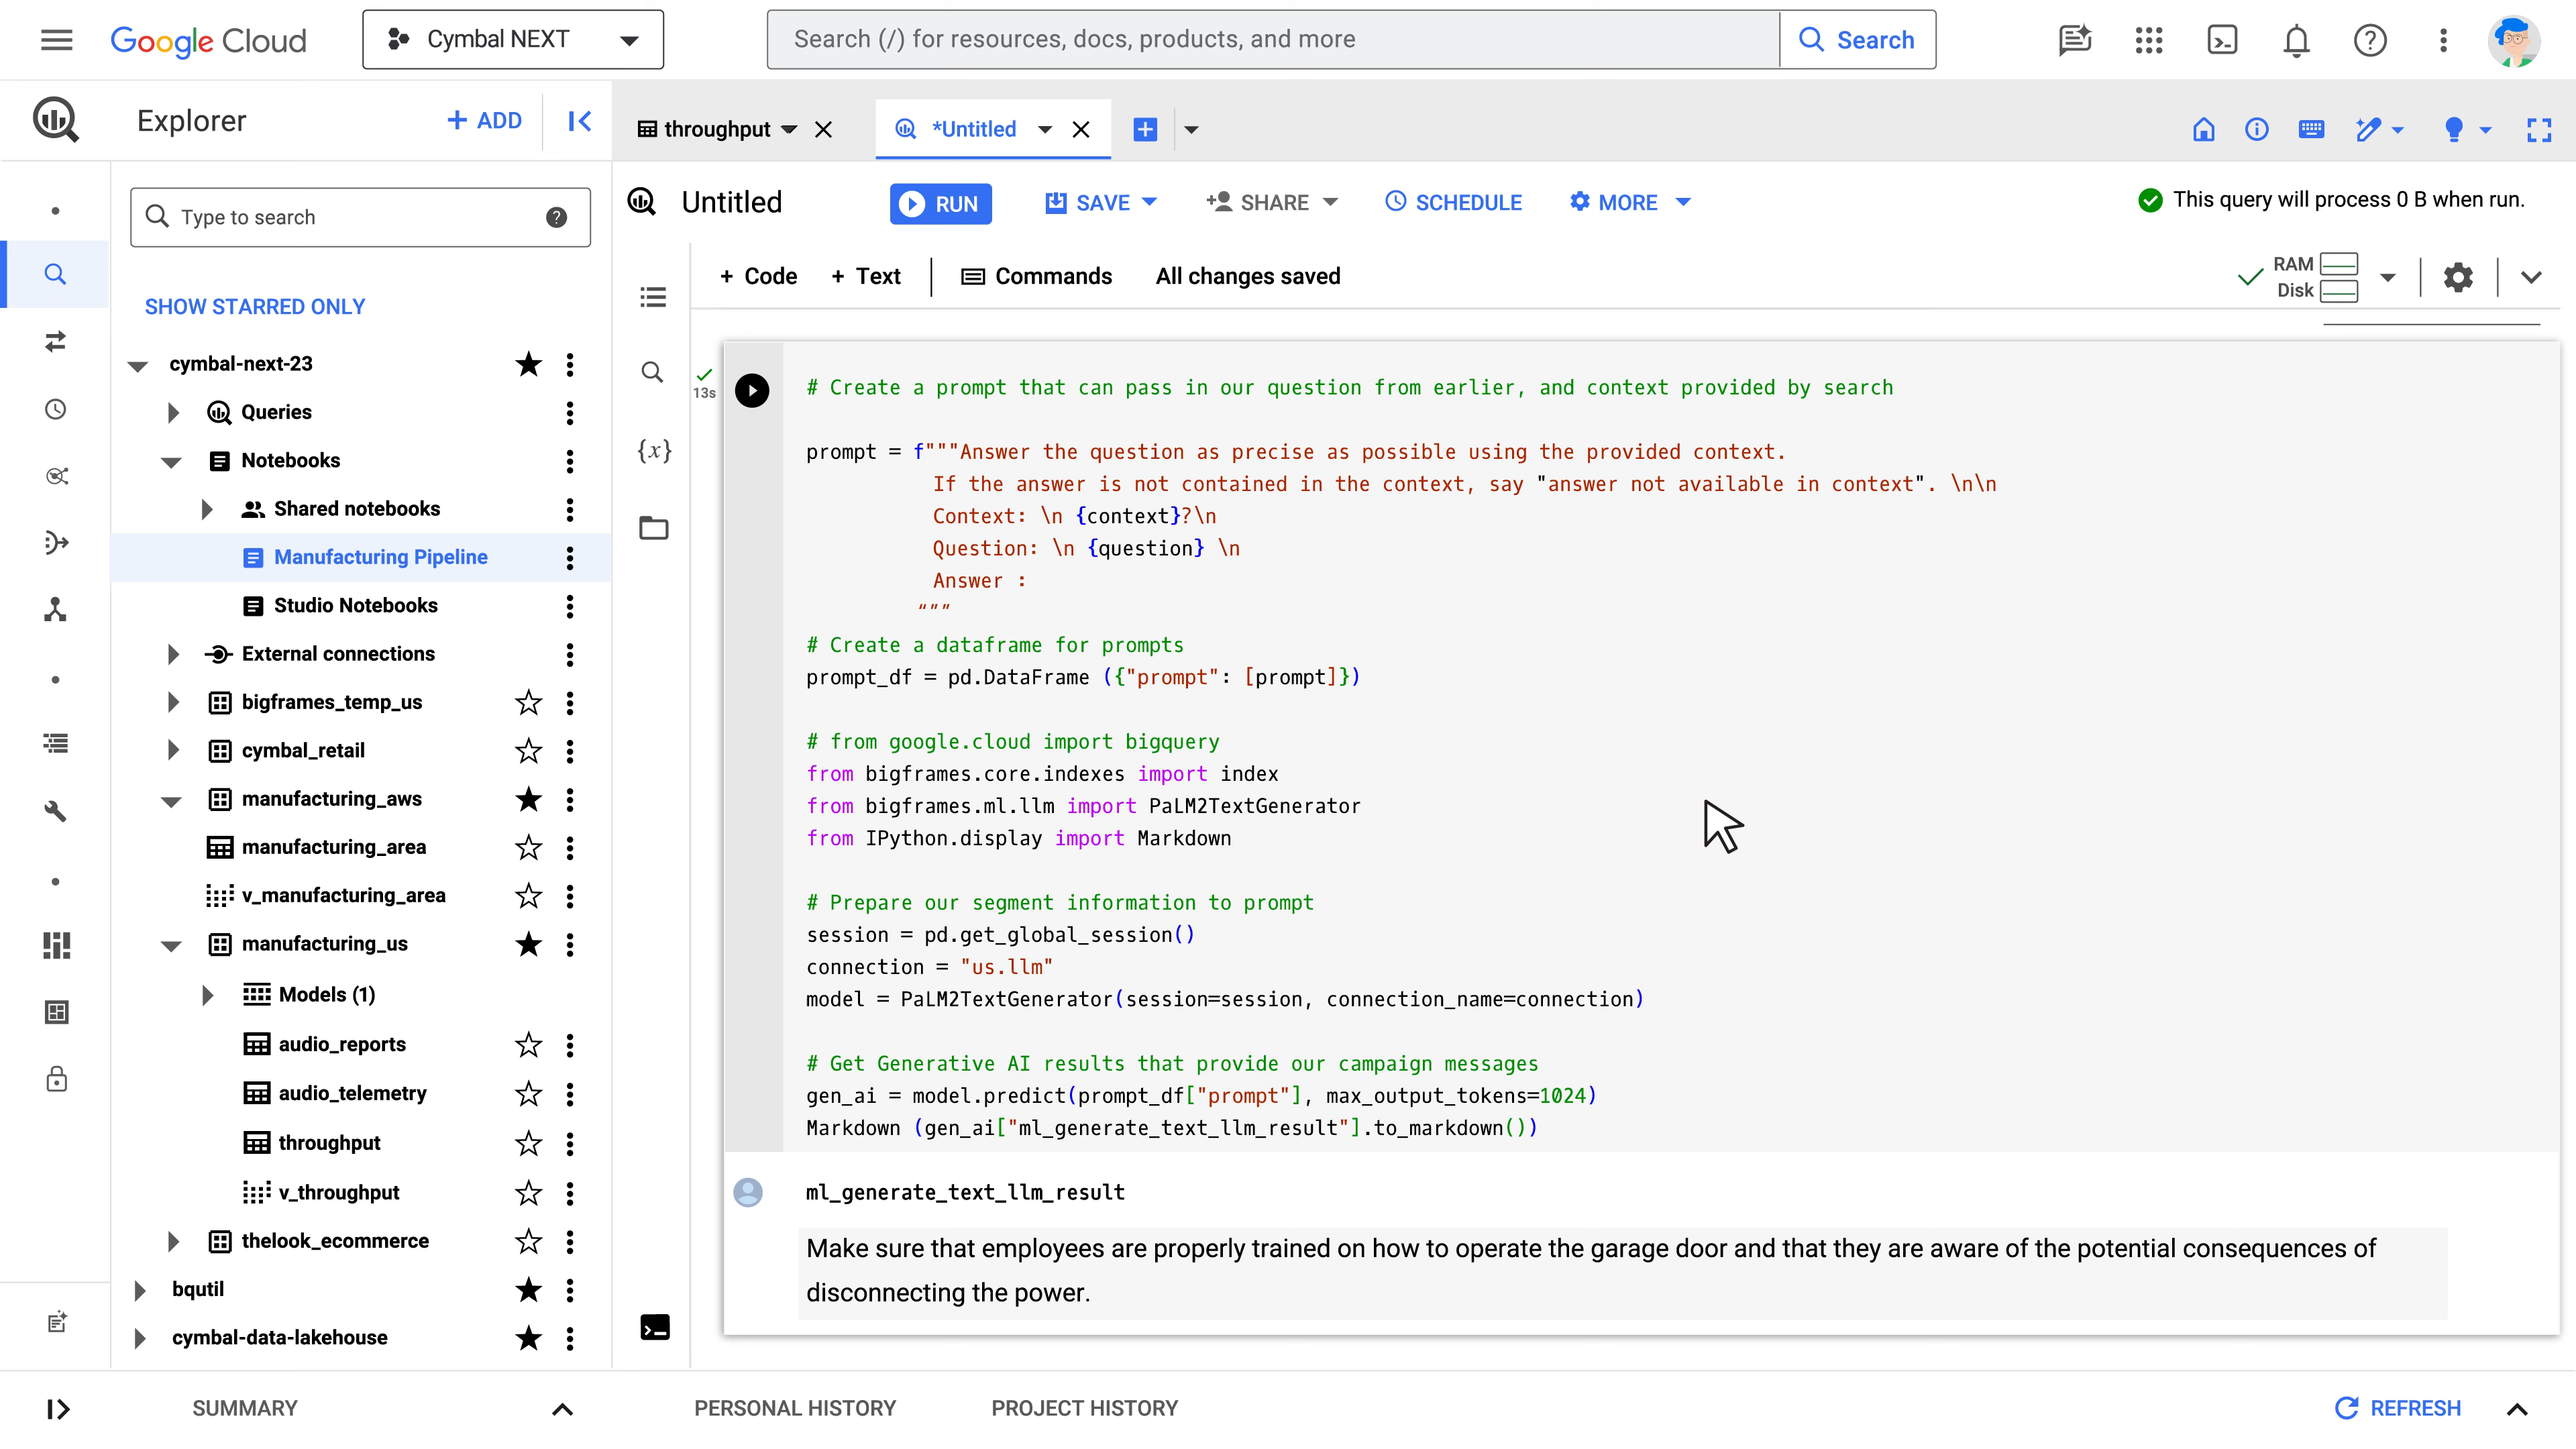 Google Cloud
Cymbal NEXT
Search (/) for resources, docs, products, and more
Search
Explorer
+ ADD
throughput
*Untitled
Type to search
Untitled
RUN
SAVE
SHARE
SCHEDULE
MORE
This query will process 0 B when run.
+ Code
+ Text
Commands
All changes saved
RAM
Disk
SHOW STARRED ONLY
cymbal-next-23
Queries
Notebooks
Shared notebooks
Manufacturing Pipeline
Studio Notebooks
External connections
bigframes_temp_us
cymbal_retail
manufacturing_aws
manufacturing_area
v_manufacturing_area
manufacturing_us
Models (1)
audio_reports
audio_telemetry
throughput
v_throughput
thelook_ecommerce
bqutil
cymbal-data-lakehouse
{x}
13s
# Create a prompt that can pass in our question from earlier, and context provided by search
prompt = f"""Answer the question as precise as possible using the provided context.
If the answer is not contained in the context, say "answer not available in context". \n\n
Context: \n {context}?\n
Question: \n {question} \n
Answer :
“””
# Create a dataframe for prompts
prompt_df = pd.DataFrame ({"prompt": [prompt]})
# from google.cloud import bigquery
from bigframes.core.indexes import index
from bigframes.ml.llm import PaLM2TextGenerator
from IPython.display import Markdown
# Prepare our segment information to prompt
session = pd.get_global_session()
connection = "us.llm"
model = PaLM2TextGenerator(session=session, connection_name=connection)
# Get Generative AI results that provide our campaign messages
gen_ai = model.predict(prompt_df["prompt"], max_output_tokens=1024)
Markdown (gen_ai["ml_generate_text_llm_result"].to_markdown())
ml_generate_text_llm_result
Make sure that employees are properly trained on how to operate the garage door and that they are aware of the potential consequences of
disconnecting the power.
SUMMARY
PERSONAL HISTORY
PROJECT HISTORY
REFRESH